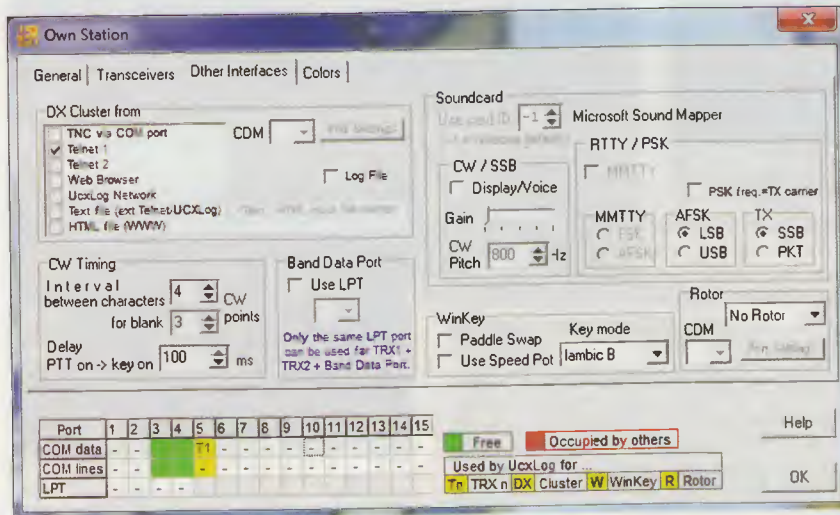 Own Station
General Transceivers Other Interfaces Colors
DX Cluster from
TNC via COM port
Telnet 1
Telnet 2
Web Browser
UcxLog Network
Text file (ext Telnet-UCXLog)
HTML file (WWW)
COM
Log File
Soundcard
-1 Microsoft Sound Mapper
CW / SSB
Display/Voice
Gain
CW Pitch 800 Hz
RTTY / PSK
MMTTY
PSK freq.=TX carrier
MMTTY
FSK
AFSK
AFSK
LSB
USB
TX
SSB
PKT
CW Timing
Interval
between characters 4 CW
for blank 3 points
Delay
PTT on -> key on 100 ms
Band Data Port
Use LPT
Only the same LPT port
can be used for TRX1 +
TRX2 + Band Data Port.
WinKey
Paddle Swap
Use Speed Pot
Key mode
Iambic B
Rotor
No Rotor
COM
Port 1 2 3 4 5 6 7 8 9 10 11 12 13 14 15
COM data - - T1 - - - - - - - - - -
COM lines - - - - - - - - - - - - -
LPT - - - -
Free Occupied by others
Used by UcxLog for ...
Tn TRX n DX Cluster W WinKey R Rotor
Help
OK